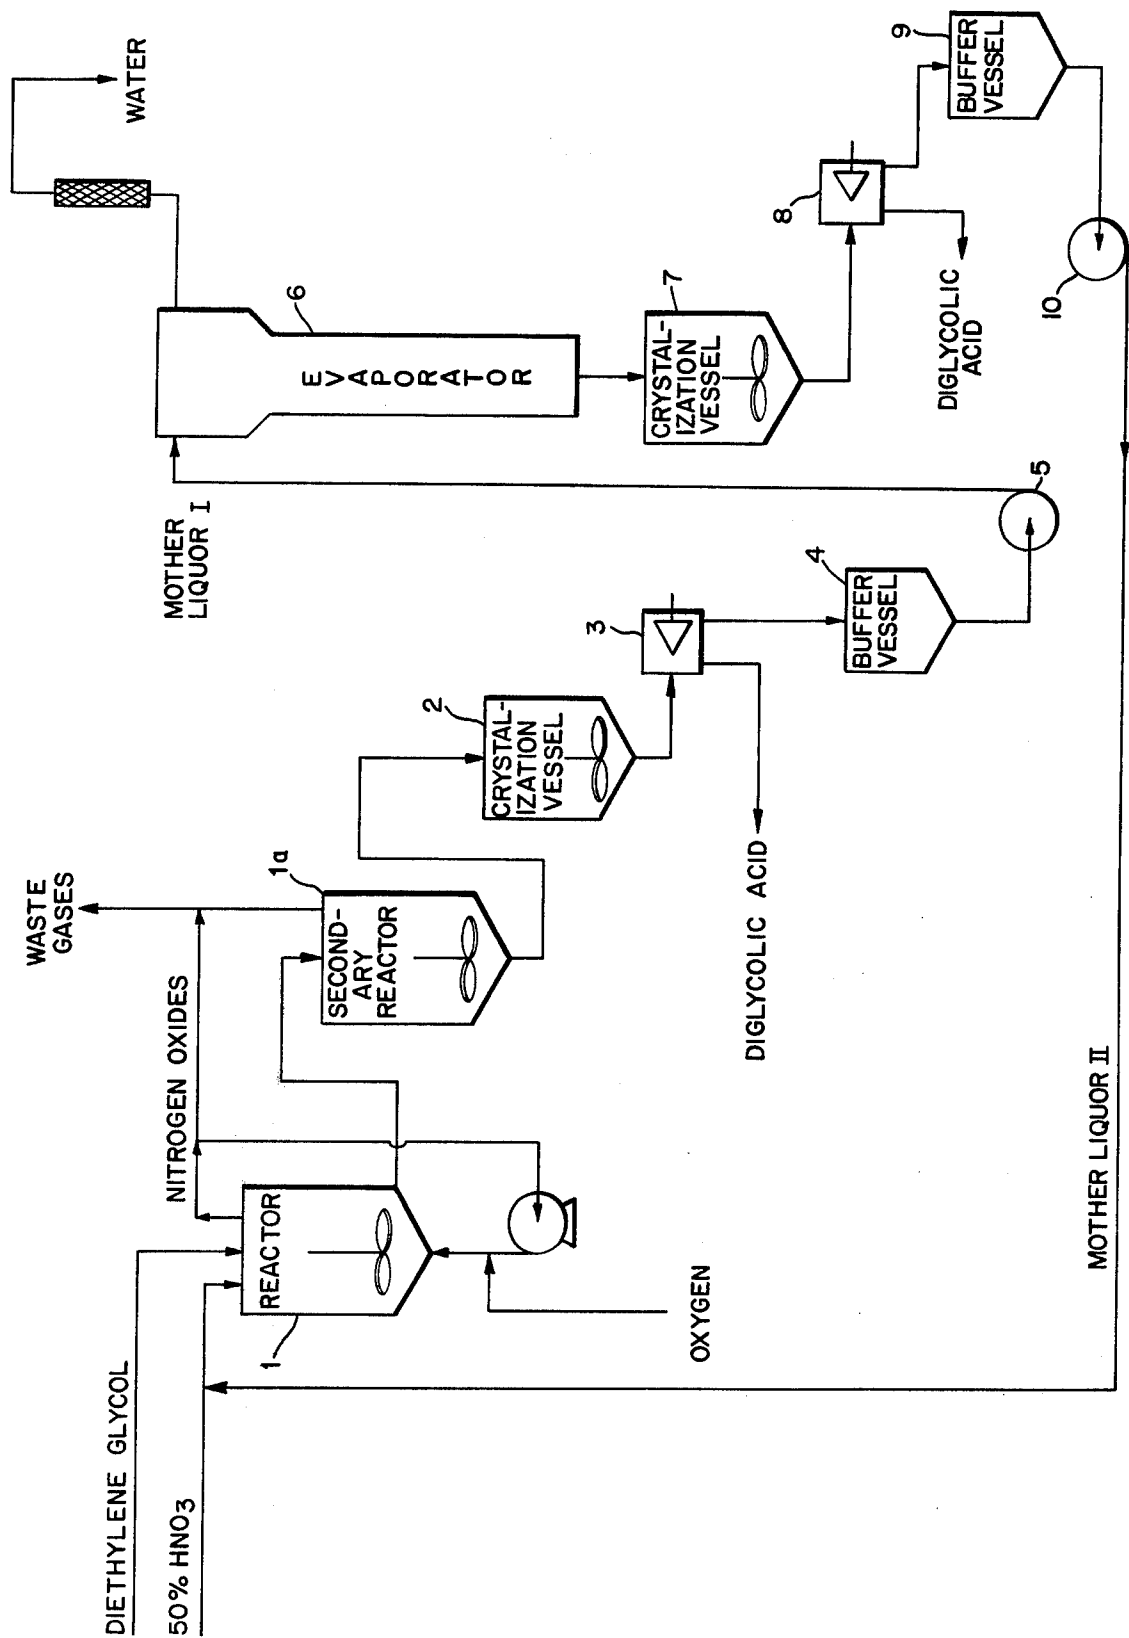 DIETHYLENE GLYCOL
50% HNO3
1
REACTOR
NITROGEN OXIDES
OXYGEN
WASTE
GASES
1a
SECOND-
ARY
REACTOR
2
CRYSTAL-
IZATION
VESSEL
3
DIGLYCOLIC ACID
4
BUFFER
VESSEL
5
MOTHER
LIQUOR I
6
EVAPORATOR
WATER
7
CRYSTAL-
IZATION
VESSEL
8
DIGLYCOLIC
ACID
9
BUFFER
VESSEL
10
MOTHER LIQUOR II